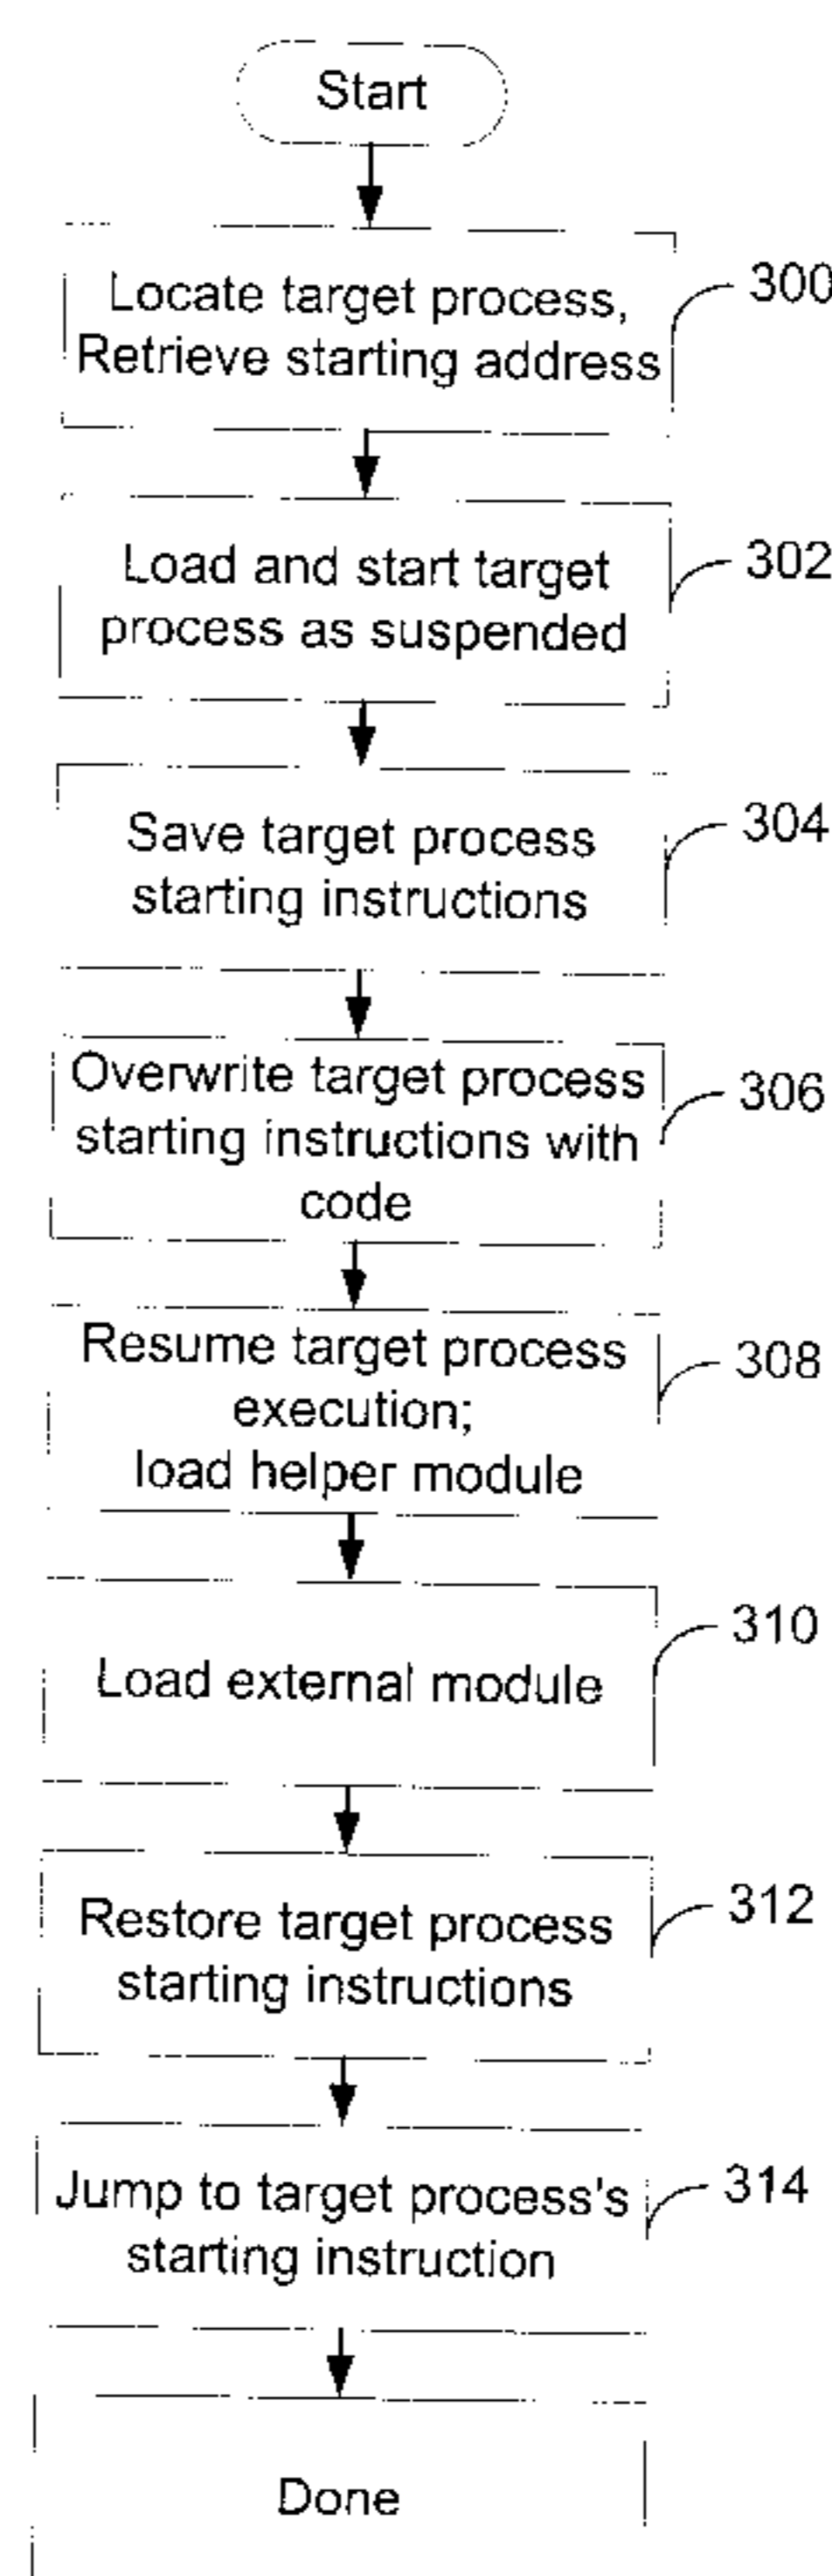 Start
Locate target process,
Retrieve starting address
300
Load and start target
process as suspended
302
Save target process
starting instructions
304
Overwrite target process
starting instructions with
code
306
Resume target process
execution;
load helper module
308
Load external module
310
Restore target process
starting instructions
312
Jump to target process's
starting instruction
314
Done